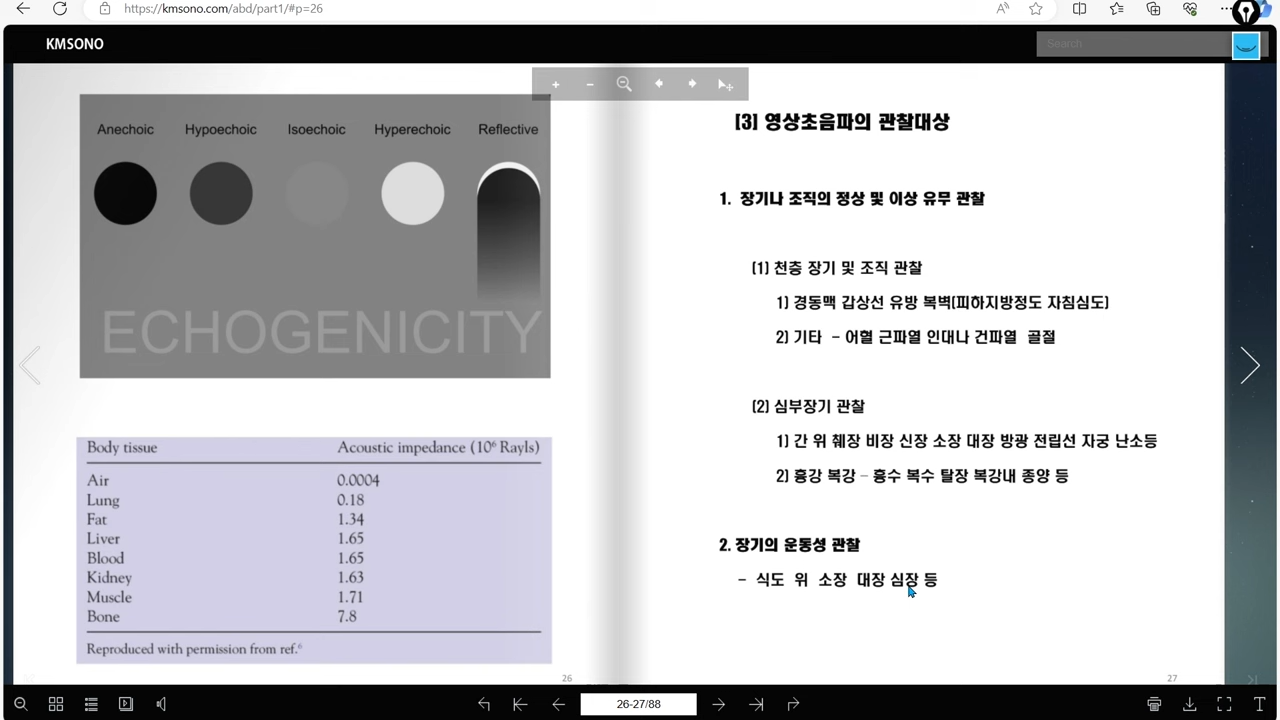 https://kmsono.com/abd/part1/#p=26
KMSONO
Search
Anechoic Hypoechoic Isoechoic Hyperechoic Reflective
ECHOGENICITY
Body tissue Acoustic impedance (10⁶ Rayls)
Air 0.0004
Lung 0.18
Fat 1.34
Liver 1.65
Blood 1.65
Kidney 1.63
Muscle 1.71
Bone 7.8
Reproduced with permission from ref.⁶
26
[3] 영상초음파의 관찰대상
1. 장기나 조직의 정상 및 이상 유무 관찰
(1) 천층 장기 및 조직 관찰
1) 경동맥 갑상선 유방 복벽(피하지방정도 자침심도)
2) 기타 - 어혈 근파열 인대나 건파열 골절
(2) 심부장기 관찰
1) 간 위 췌장 비장 신장 소장 대장 방광 전립선 자궁 난소등
2) 흉강 복강 - 흉수 복수 탈장 복강내 종양 등
2. 장기의 운동성 관찰
- 식도 위 소장 대장 심장 등
27
26-27/88